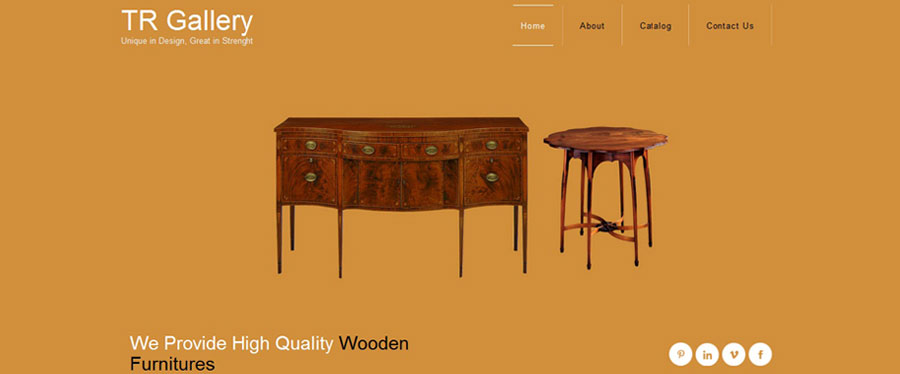 TR Gallery
Unique in Design, Great in Strenght
Home About Catalog Contact Us
We Provide High Quality Wooden
Furnitures